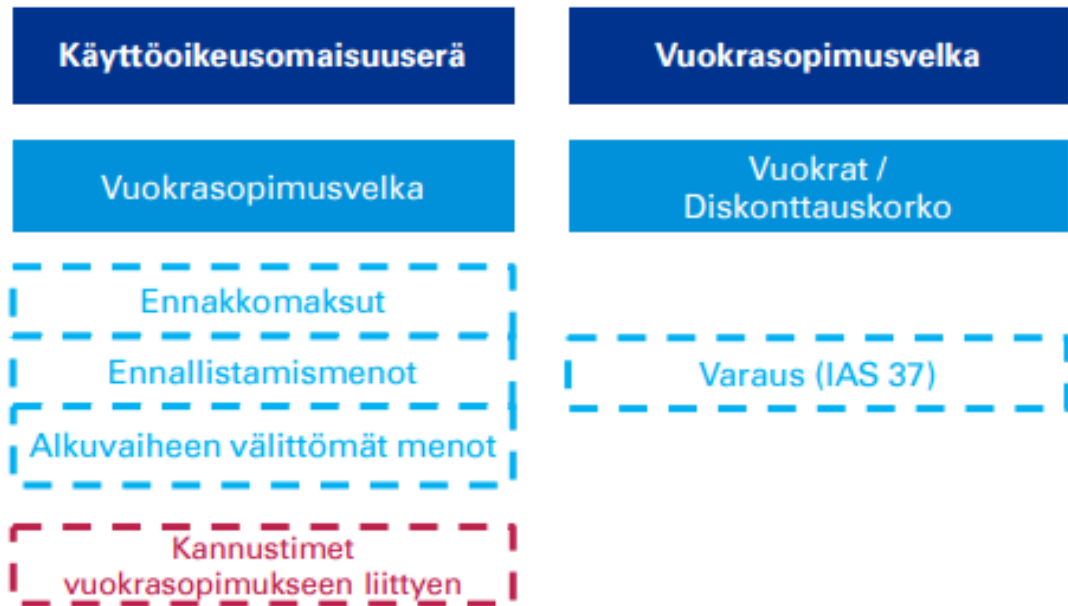 Käyttöoikeusomaisuuserä
Vuokrasopimusvelka
Vuokrasopimusvelka
Vuokrat /
Diskonttauskorko
Ennakkomaksut
Ennallistamismenot
Varaus (IAS 37)
Alkuvaiheen välittömät menot
Kannustimet
vuokrasopimukseen liittyen